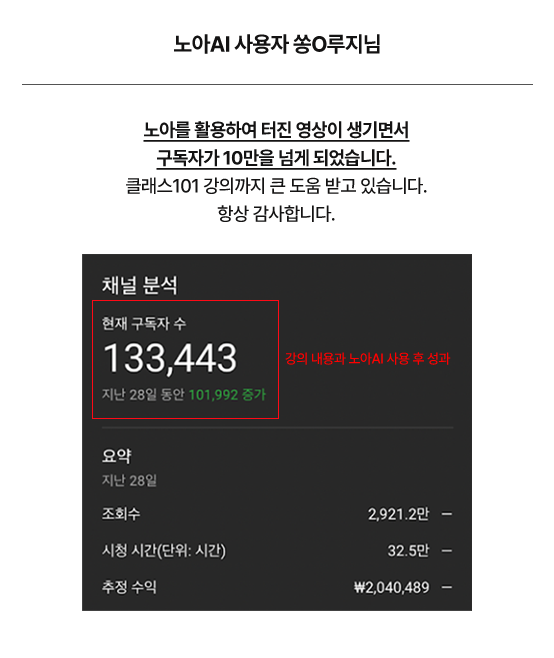 노아AI 사용자 쏭O루지님
노아를 활용하여 터진 영상이 생기면서
구독자가 10만을 넘게 되었습니다.
클래스101 강의까지 큰 도움 받고 있습니다.
항상 감사합니다.
채널 분석
현재 구독자 수
133,443
지난 28일 동안 101,992 증가
강의 내용과 노아AI 사용 후 성과
요약
지난 28일
조회수 2,921.2만 —
시청 시간(단위: 시간) 32.5만 —
추정 수익 ₩2,040,489 —